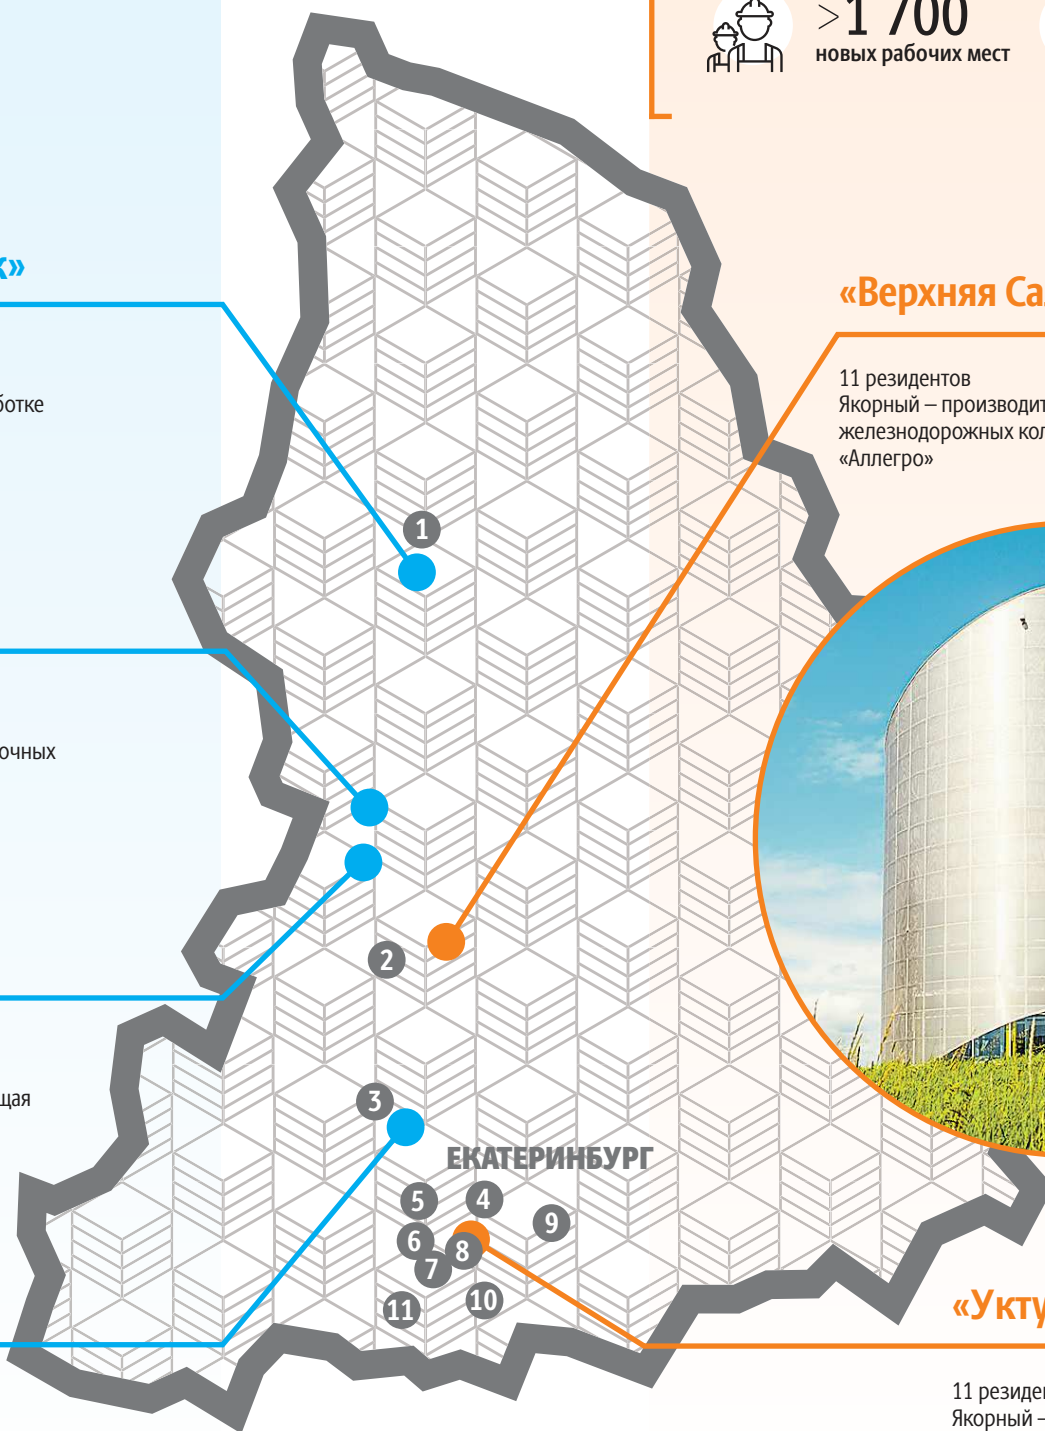 >1 700
новых рабочих мест
к»
ботке
очных
щая
«Верхняя Са
11 резидентов
Якорный – производит
железнодорожных кол
«Аллегро»
1
2
3
ЕКАТЕРИНБУРГ
5
4
9
6
8
7
11
10
«Укту
11 резиде
Якорный –